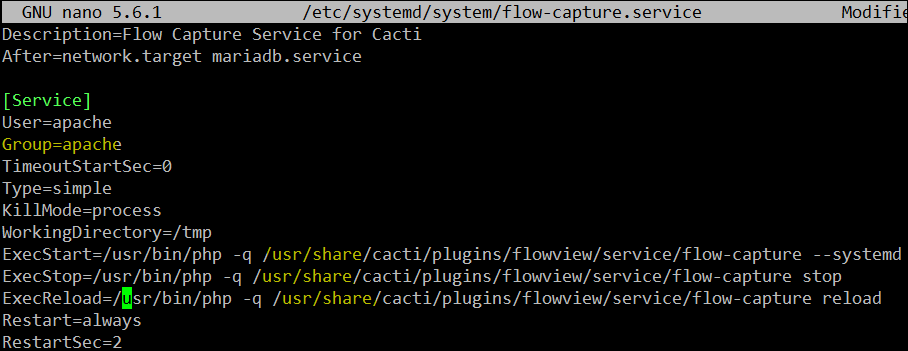 GNU nano 5.6.1 /etc/systemd/system/flow-capture.service Modifie
Description=Flow Capture Service for Cacti
After=network.target mariadb.service
[Service]
User=apache
Group=apache
TimeoutStartSec=0
Type=simple
KillMode=process
WorkingDirectory=/tmp
ExecStart=/usr/bin/php -q /usr/share/cacti/plugins/flowview/service/flow-capture --systemd
ExecStop=/usr/bin/php -q /usr/share/cacti/plugins/flowview/service/flow-capture stop
ExecReload=/usr/bin/php -q /usr/share/cacti/plugins/flowview/service/flow-capture reload
Restart=always
RestartSec=2